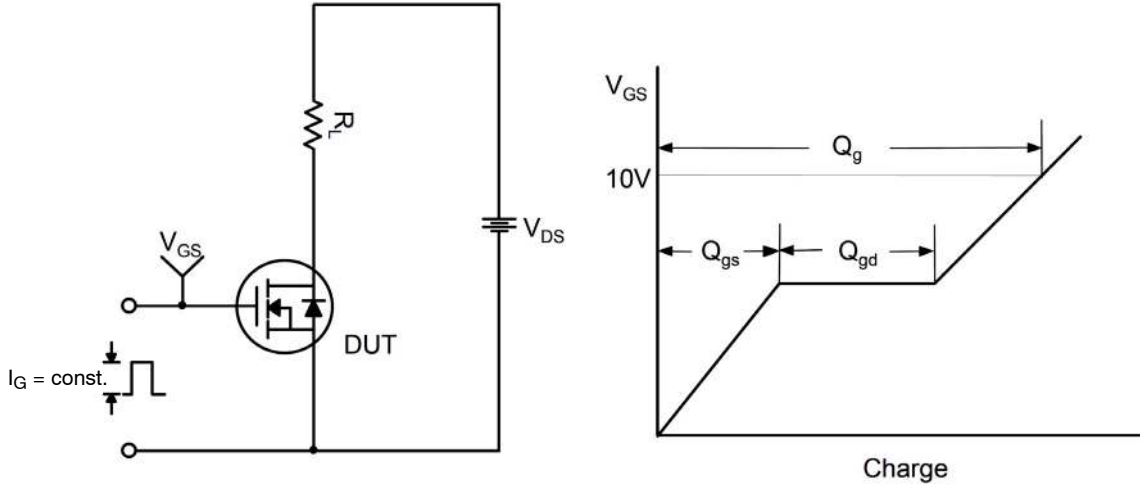 R_L
V_GS
V_DS
DUT
I_G = const.
V_GS
Q_g
10V
Q_gs
Q_gd
Charge